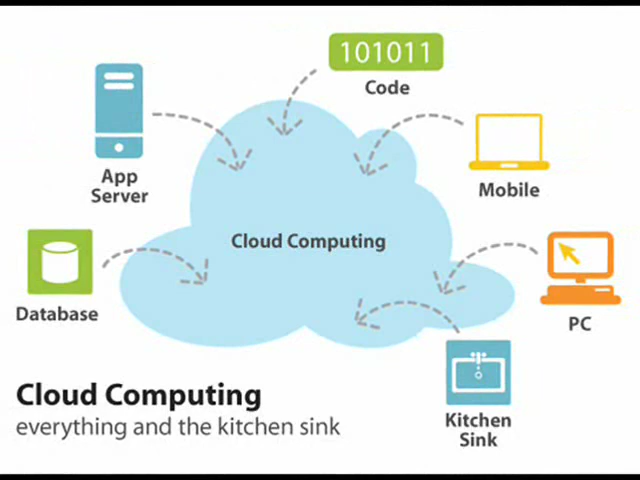 101011
Code
App
Server
Mobile
Cloud Computing
Database
PC
Cloud Computing
everything and the kitchen sink
Kitchen
Sink